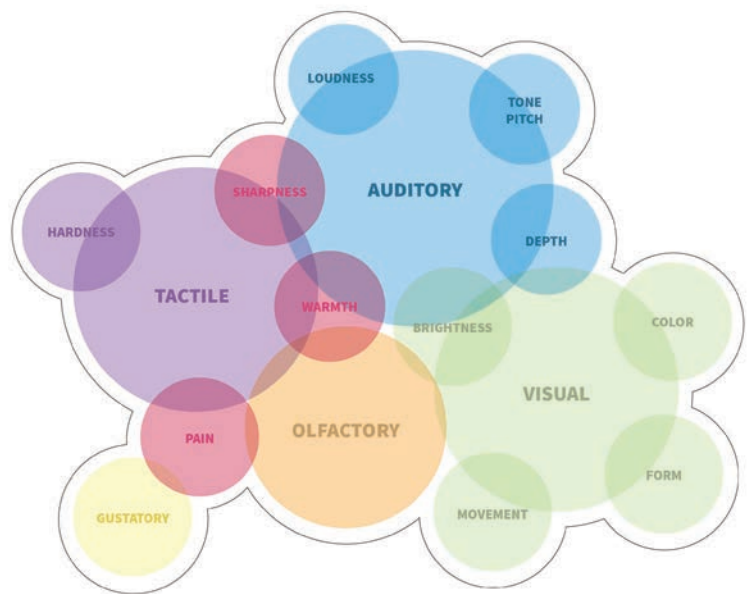 LOUDNESS
TONE
PITCH
SHARPNESS
AUDITORY
HARDNESS
DEPTH
TACTILE
WARMTH
BRIGHTNESS
COLOR
VISUAL
OLFACTORY
PAIN
FORM
GUSTATORY
MOVEMENT